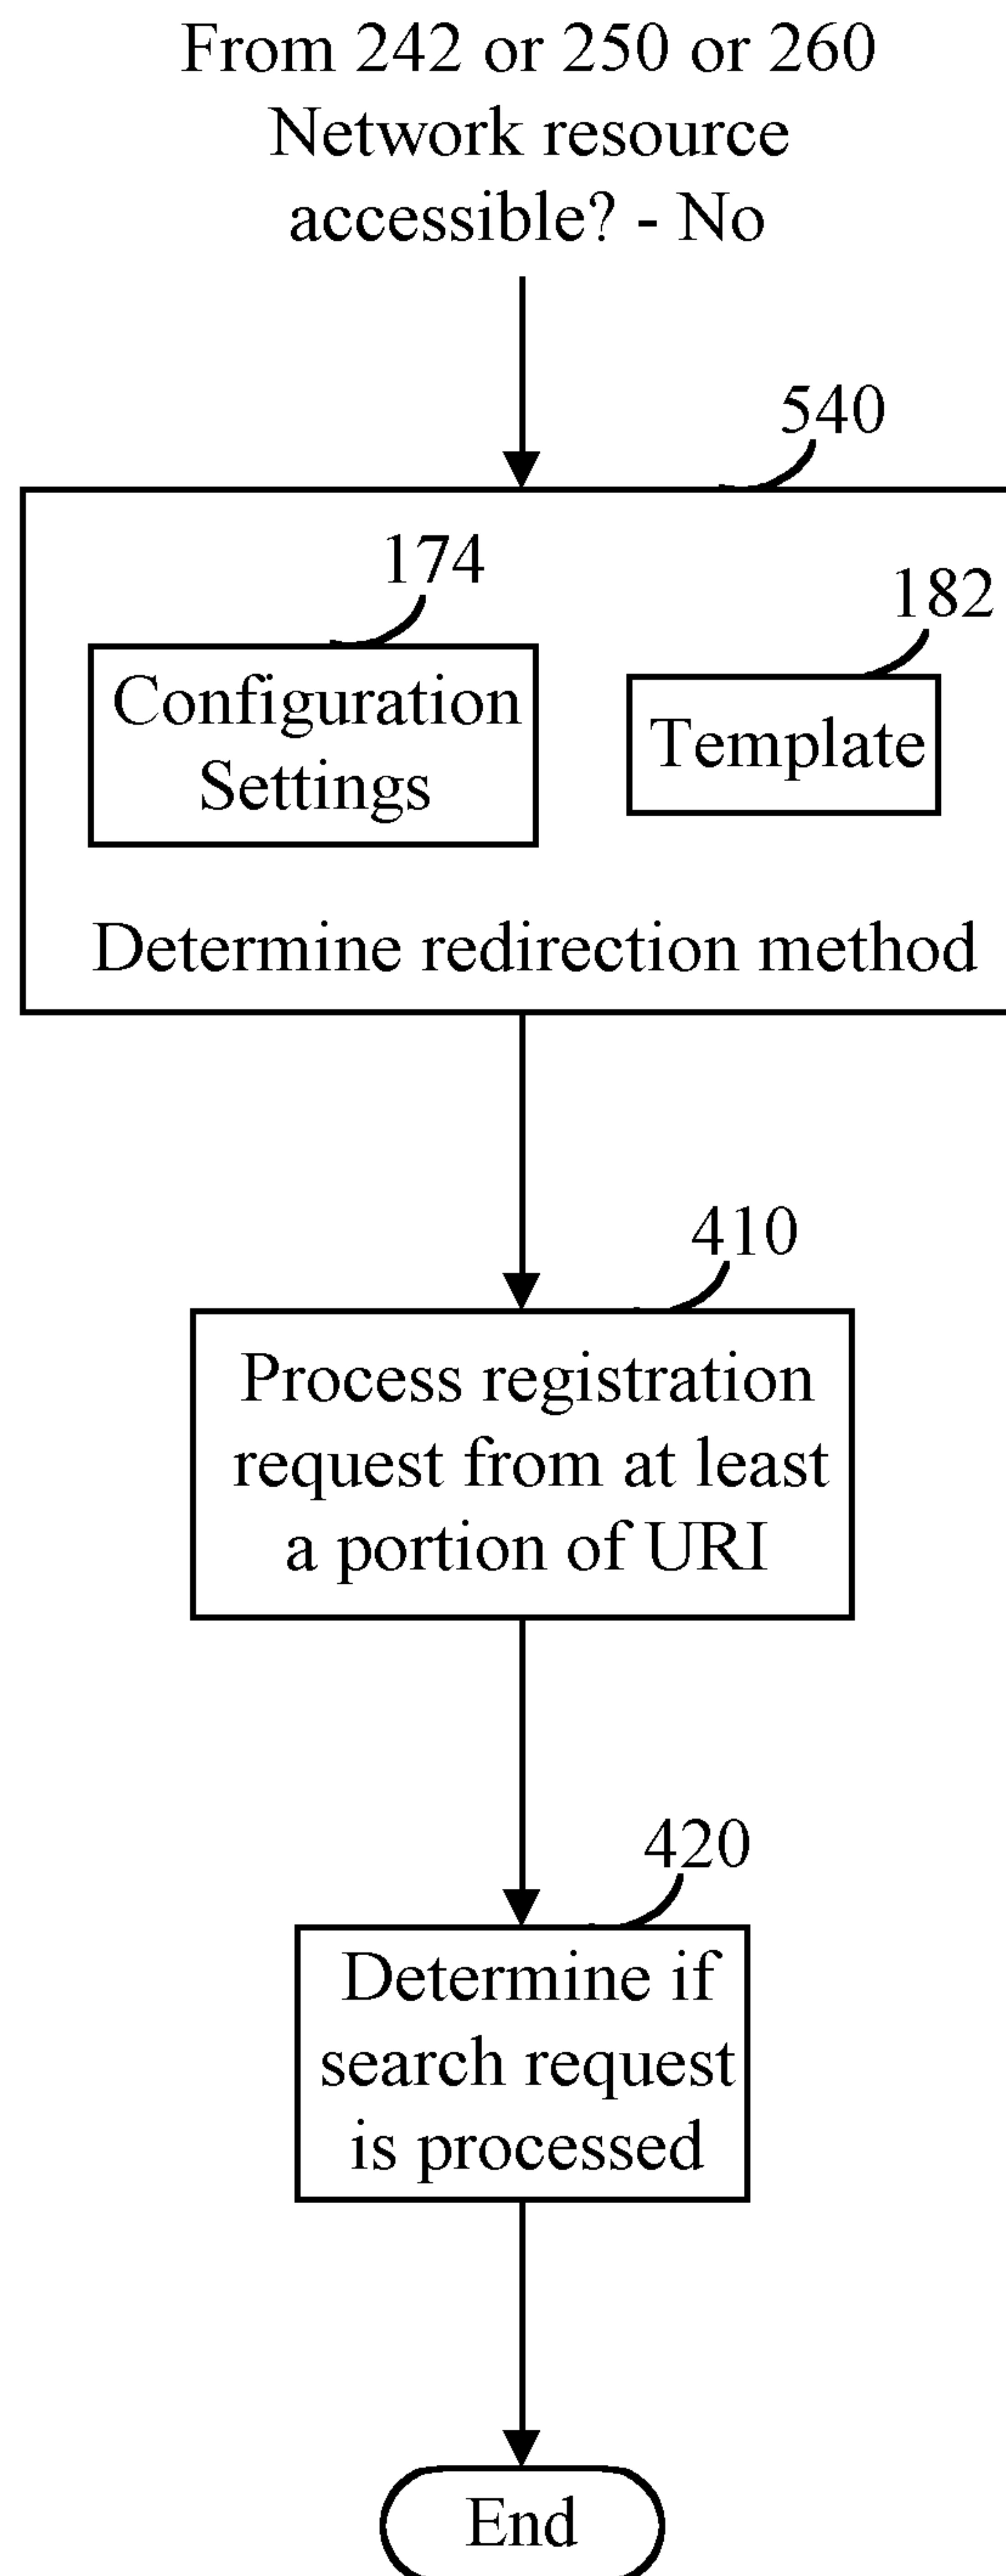 From 242 or 250 or 260
Network resource
accessible? - No
540
174
182
Configuration
Settings
Template
Determine redirection method
410
Process registration
request from at least
a portion of URI
420
Determine if
search request
is processed
End